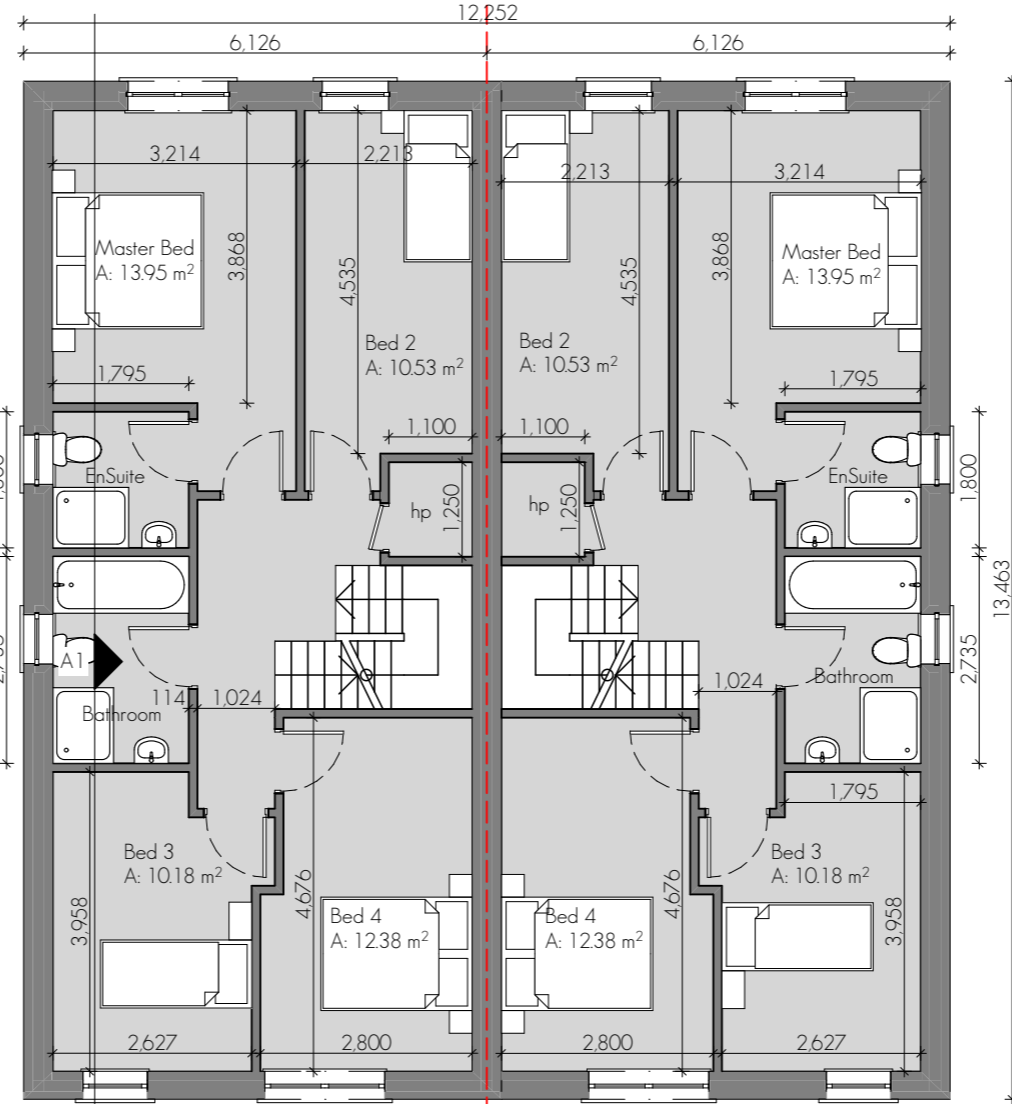 12,252
6,126
6,126
3,214
2,213
2,213
3,214
Master Bed
A: 13.95 m²
3,868
4,535
4,535
3,868
Master Bed
A: 13.95 m²
Bed 2
A: 10.53 m²
Bed 2
A: 10.53 m²
1,795
1,795
1,100
1,100
EnSuite
hp
1,250
hp
1,250
EnSuite
1,800
13,463
A1
2,735
114
1,024
Bathroom
1,024
Bathroom
1,795
Bed 3
A: 10.18 m²
Bed 3
A: 10.18 m²
3,958
4,676
Bed 4
A: 12.38 m²
Bed 4
A: 12.38 m²
4,676
3,958
2,627
2,800
2,800
2,627